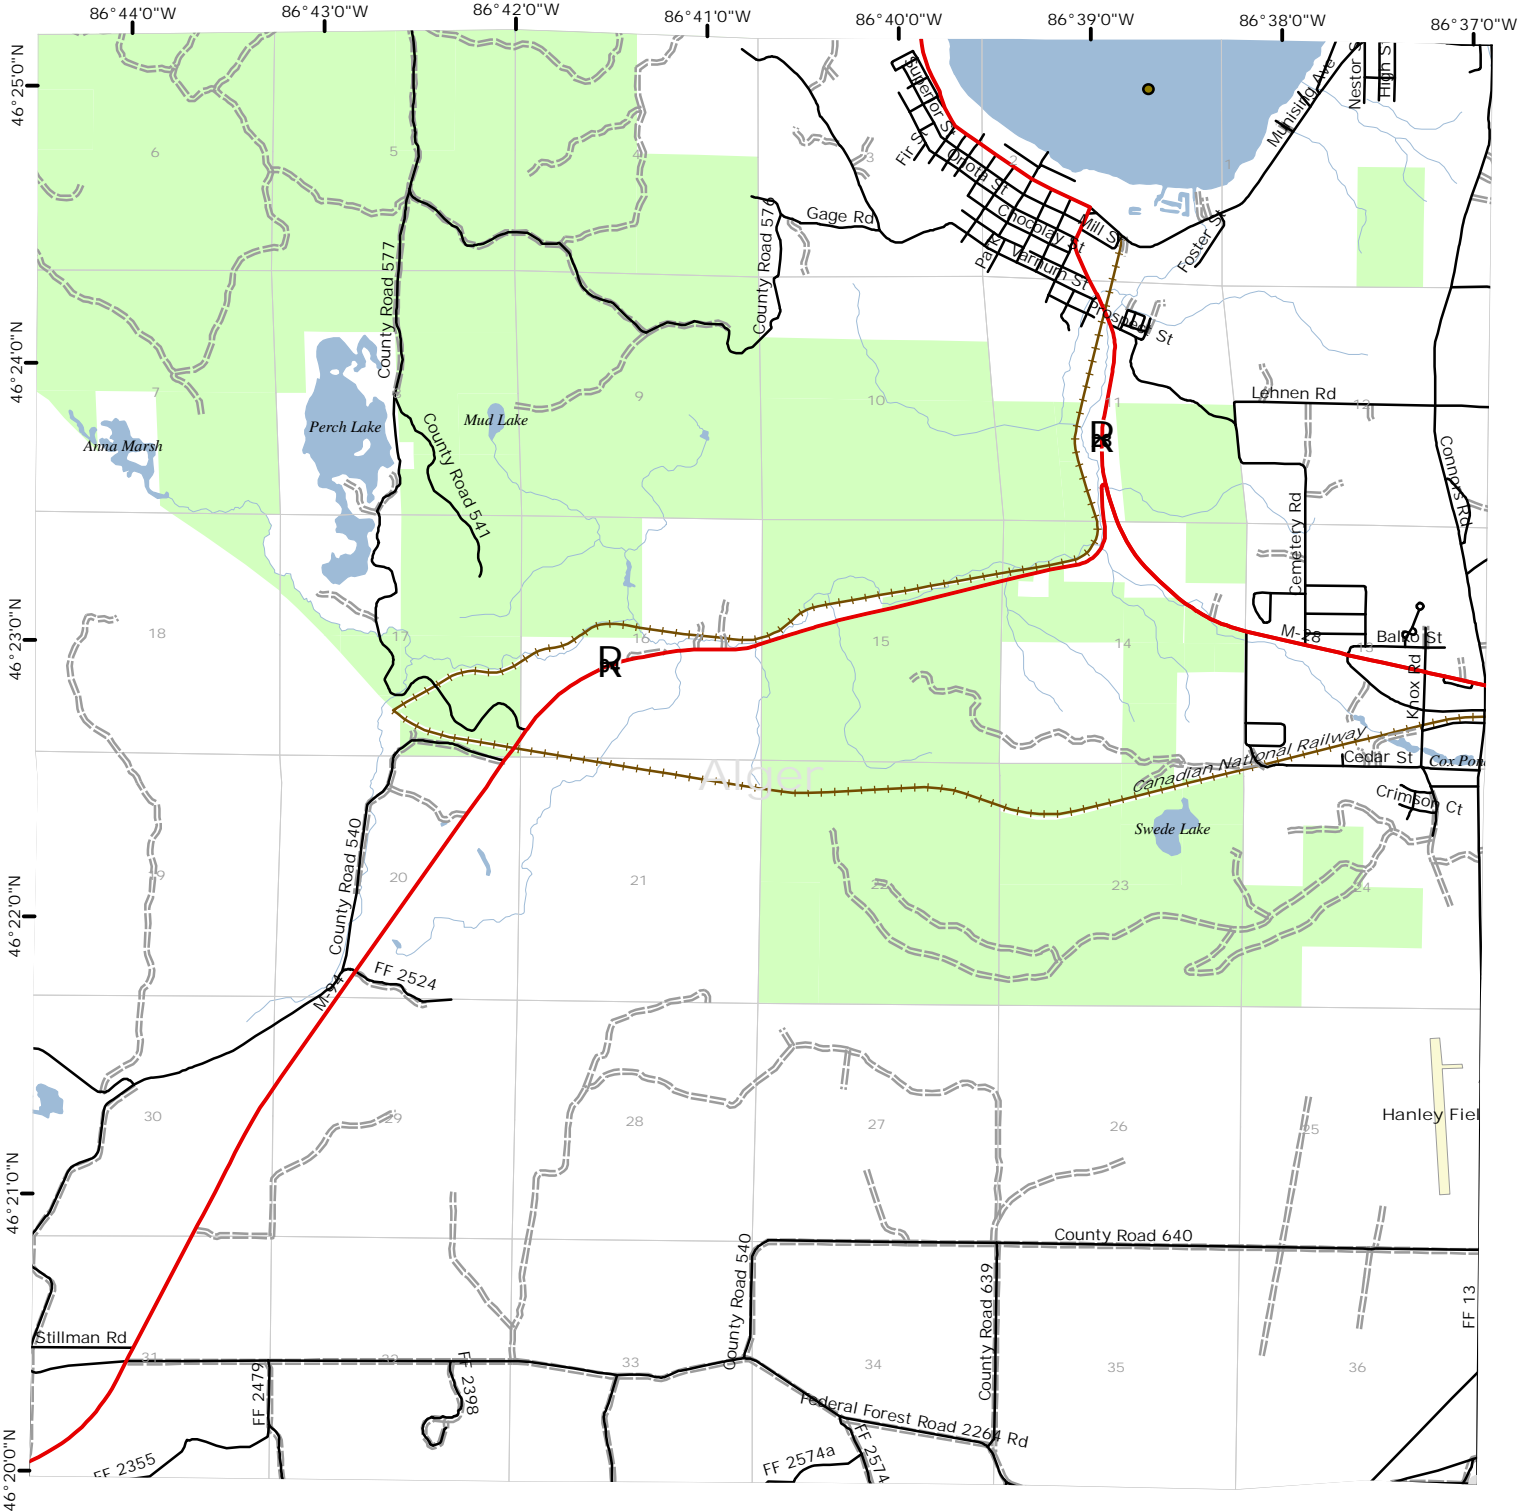 86°44'0"W
86°43'0"W
86°42'0"W
86°41'0"W
86°40'0"W
86°39'0"W
86°38'0"W
86°37'0"W
46°25'0"N
46°24'0"N
46°23'0"N
46°22'0"N
46°21'0"N
46°20'0"N
Superior St
Nestor S
High S
Munising Ave
6
5
4
3
2
1
Fir St
Onota St
County Road 576
Gage Rd
Chocolay St
Mill St
Park
Varnum St
Foster St
County Road 577
Prospect St
7
8
9
10
11
12
Lehnen Rd
Perch Lake
Mud Lake
Anna Marsh
County Road 541
R
28
Connors Rd
Cemetery Rd
18
17
16
15
14
13
M-28
Balko St
R
94
Knox Rd
Canadian National Railway
Cedar St
Cox Pon
Alger
Crimson Ct
Swede Lake
County Road 540
19
20
21
22
23
24
M-94
FF 2524
30
29
28
27
26
25
Hanley Fiel
County Road 640
County Road 540
County Road 639
FF 13
Stillman Rd
31
32
33
34
35
36
FF 2479
FF 2398
Federal Forest Road 2264 Rd
FF 2355
FF 2574a
FF 2574